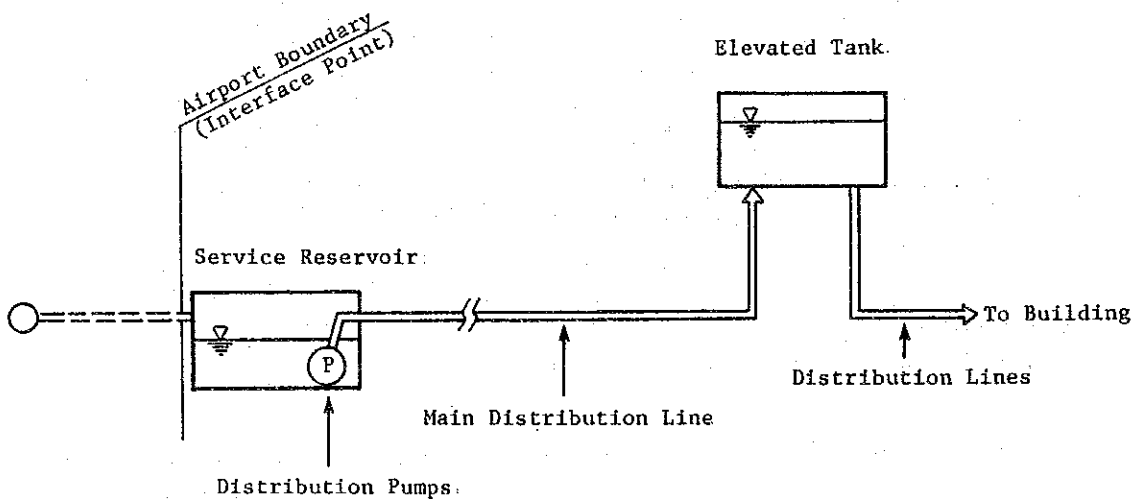 Airport Boundary
(Interface Point)
Elevated Tank
Service Reservoir
P
To Building
Distribution Lines
Main Distribution Line
Distribution Pumps